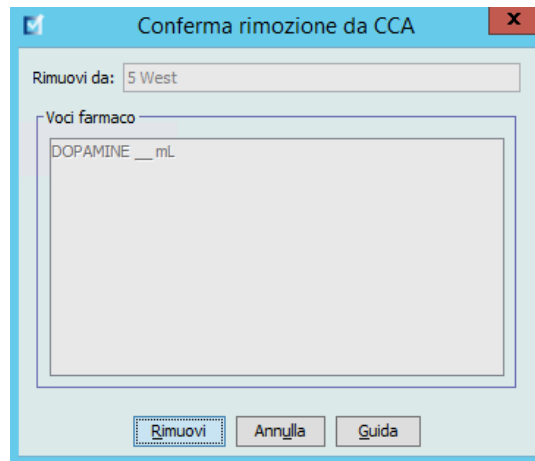 Conferma rimozione da CCA
x
Rimuovi da: 5 West
Voci farmaco
DOPAMINE __ mL
Rimuovi Annulla Guida